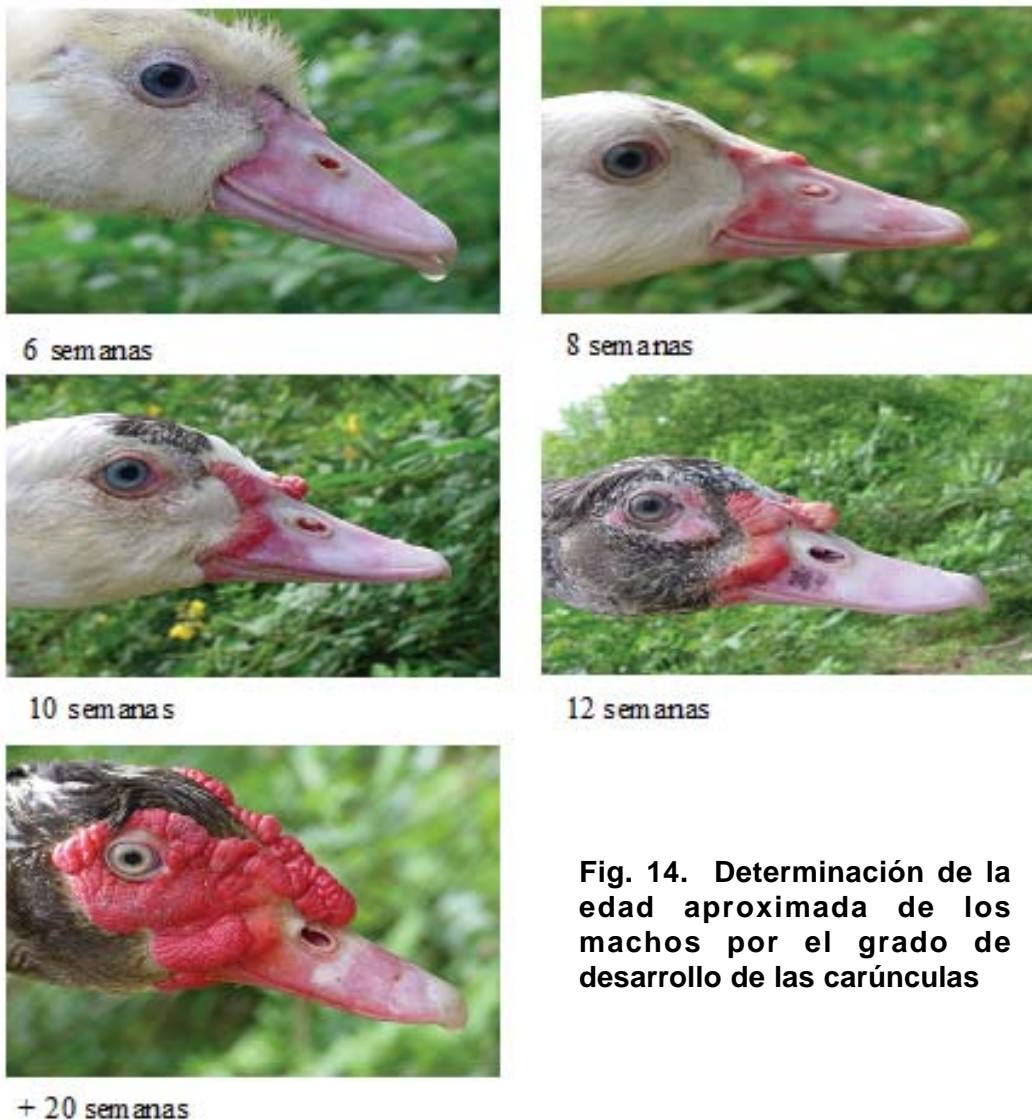 6 semanas
8 semanas
10 semanas
12 semanas
+ 20 semanas
Fig. 14. Determinación de la
edad aproximada de los
machos por el grado de
desarrollo de las carúnculas